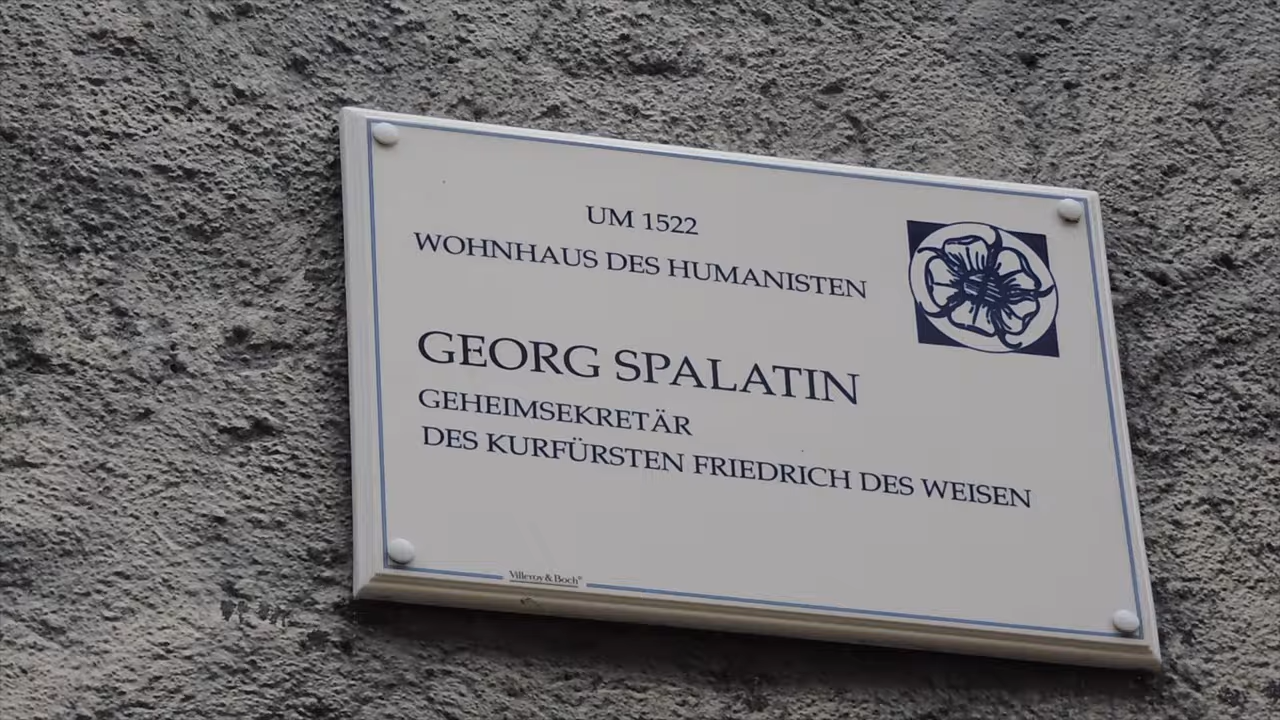 UM 1522
WOHNHAUS DES HUMANISTEN
GEORG SPALATIN
GEHEIMSEKRETÄR
DES KURFÜRSTEN FRIEDRICH DES WEISEN
Villeroy & Boch®